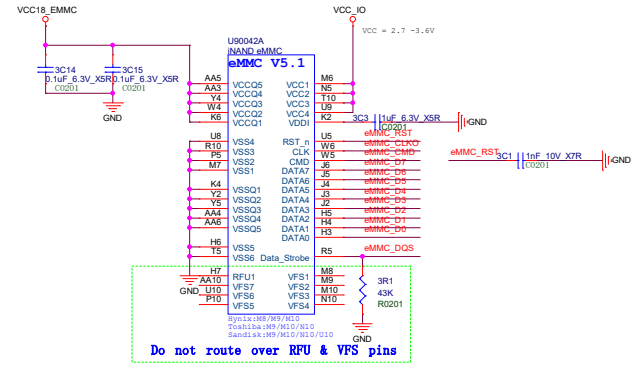 VCC18_EMMC
VCC_IO
VCC = 2.7 -3.6V
U90042A
iNAND eMMC
eMMC V5.1
3C14
0.1uF_6.3V_X5R
C0201
3C15
0.1uF_6.3V_X5R
C0201
GND
AA5 VCCQ5 VCC1 M6
AA3 VCCQ4 VCC2 N5
Y4 VCCQ3 VCC3 T10
W4 VCCQ2 VCC4 U9
K6 VCCQ1 VDDI K2
3C3 1uF_6.3V_X5R
C0201
GND
U8 VSS4 RST_n U5 eMMC_RST
R10 VSS3 CLK W6 eMMC_CLKO
P5 VSS2 CMD W5 eMMC_CMD
M7 VSS1 DATA7 J6 eMMC_D7
DATA6 J5 eMMC_D6
K4 VSSQ1 DATA5 J4 eMMC_D5
Y2 VSSQ2 DATA4 J3 eMMC_D4
Y5 VSSQ3 DATA3 J2 eMMC_D3
AA4 VSSQ4 DATA2 H5 eMMC_D2
AA6 VSSQ5 DATA1 H4 eMMC_D1
DATA0 H3 eMMC_D0
eMMC_RST
3C1 1nF_10V_X7R
C0201
GND
H6 VSS5
T5 VSS6 Data_Strobe R5 eMMC_DQS
H7 RFU1 VFS1 M8
AA10 VFS7 VFS2 M9
U10 VFS6 VFS3 M10
P10 VFS5 VFS4 N10
GND
3R1
43K
R0201
GND
Hynix:M8/M9/M10
Toshiba:M9/M10/N10
Sandisk:M9/M10/N10/U10
Do not route over RFU & VFS pins